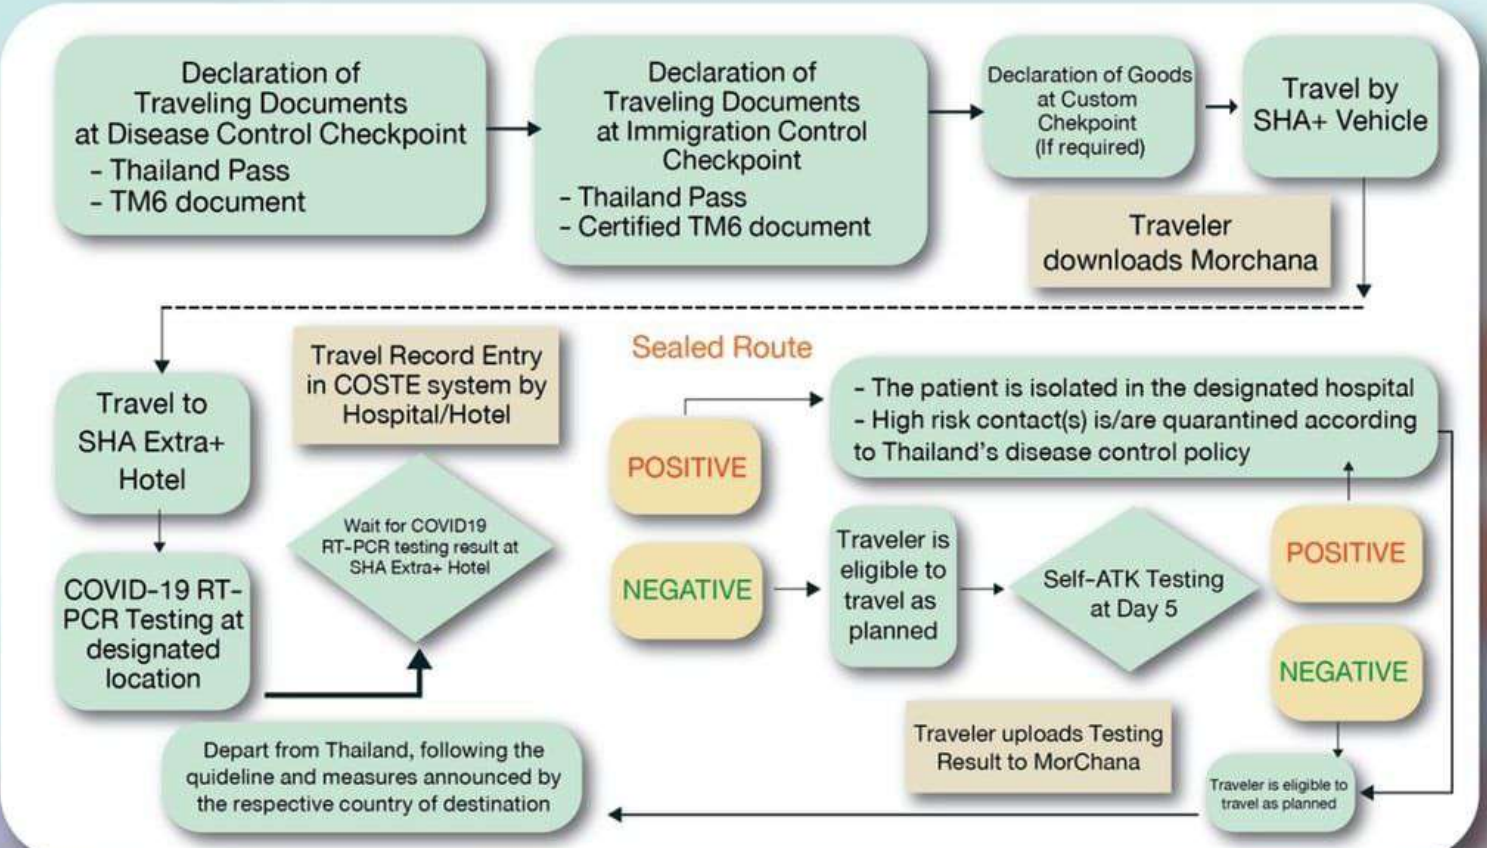 Declaration of
Traveling Documents
at Disease Control Checkpoint
- Thailand Pass
- TM6 document
Declaration of
Traveling Documents
at Immigration Control
Checkpoint
- Thailand Pass
- Certified TM6 document
Declaration of Goods
at Custom
Chekpoint
(If required)
Travel by
SHA+ Vehicle
Traveler
downloads Morchana
Travel to
SHA Extra+
Hotel
COVID-19 RT-
PCR Testing at
designated
location
Travel Record Entry
in COSTE system by
Hospital/Hotel
Wait for COVID19
RT-PCR testing result at
SHA Extra+ Hotel
Sealed Route
POSITIVE
- The patient is isolated in the designated hospital
- High risk contact(s) is/are quarantined according
to Thailand's disease control policy
NEGATIVE
Traveler is
eligible to
travel as
planned
Self-ATK Testing
at Day 5
POSITIVE
NEGATIVE
Traveler uploads Testing
Result to MorChana
Traveler is eligible to
travel as planned
Depart from Thailand, following the
quideline and measures announced by
the respective country of destination